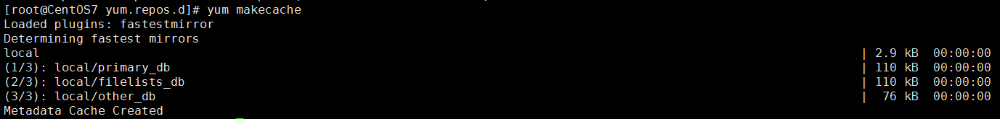 [root@CentOS7 yum.repos.d]# yum makecache
Loaded plugins: fastestmirror
Determining fastest mirrors
local | 2.9 kB 00:00:00
(1/3): local/primary_db | 110 kB 00:00:00
(2/3): local/filelists_db | 110 kB 00:00:00
(3/3): local/other_db | 76 kB 00:00:00
Metadata Cache Created